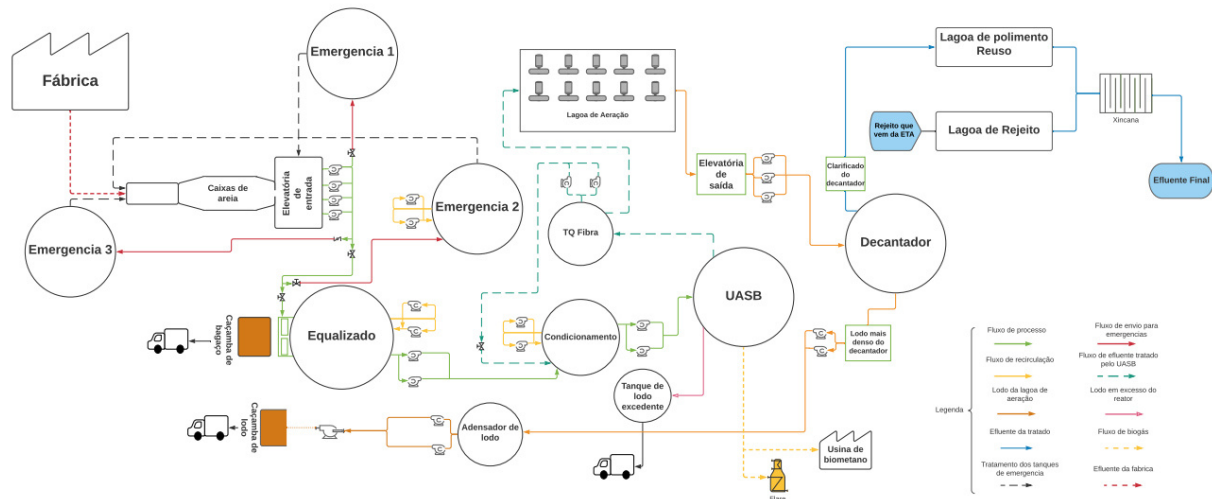 Fábrica
Emergencia 1
Caixas de
areia
Elevatória
de
entrada
Emergencia 3
Emergencia 2
Lagoa de Aeração
TQ Fibra
Elevatória
de
saída
Clarificado
do
decantador
Decantador
Lagoa de polimento
Reuso
Rejeito que
vem da ETA
Lagoa de Rejeito
Xincana
Efluente Final
Caçamba de
bagaço
Equalizado
Condicionamento
UASB
Lodo mais
denso do
decantador
Tanque de
lodo
excedente
Caçamba de
lodo
Adensador de
lodo
Usina de
biometano
Flare
Legenda
Fluxo de processo
Fluxo de envio para
emergencias
Fluxo de recirculação
Fluxo de efluente tratado
pelo UASB
Lodo da lagoa de
aeração
Lodo em excesso do
reator
Efluente da tratado
Fluxo de biogás
Tratamento dos tanques
de emergencia
Efluente da fabrica